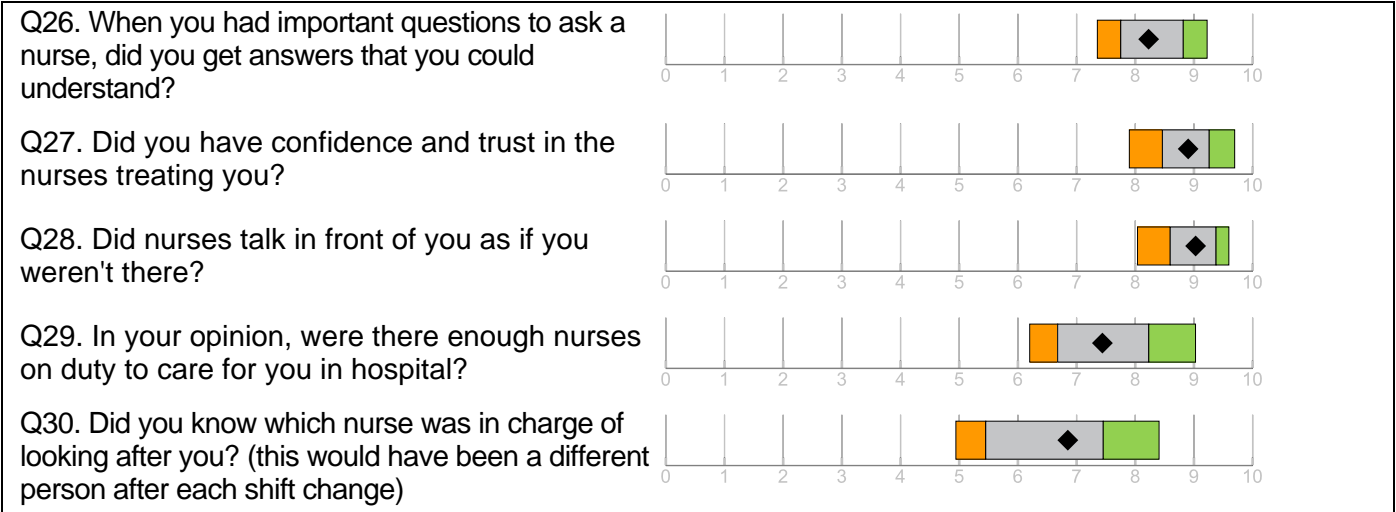 Q26. When you had important questions to ask a
nurse, did you get answers that you could
understand?
0 1 2 3 4 5 6 7 8 9 10
Q27. Did you have confidence and trust in the
nurses treating you?
0 1 2 3 4 5 6 7 8 9 10
Q28. Did nurses talk in front of you as if you
weren't there?
0 1 2 3 4 5 6 7 8 9 10
Q29. In your opinion, were there enough nurses
on duty to care for you in hospital?
0 1 2 3 4 5 6 7 8 9 10
Q30. Did you know which nurse was in charge of
looking after you? (this would have been a different
person after each shift change)
0 1 2 3 4 5 6 7 8 9 10